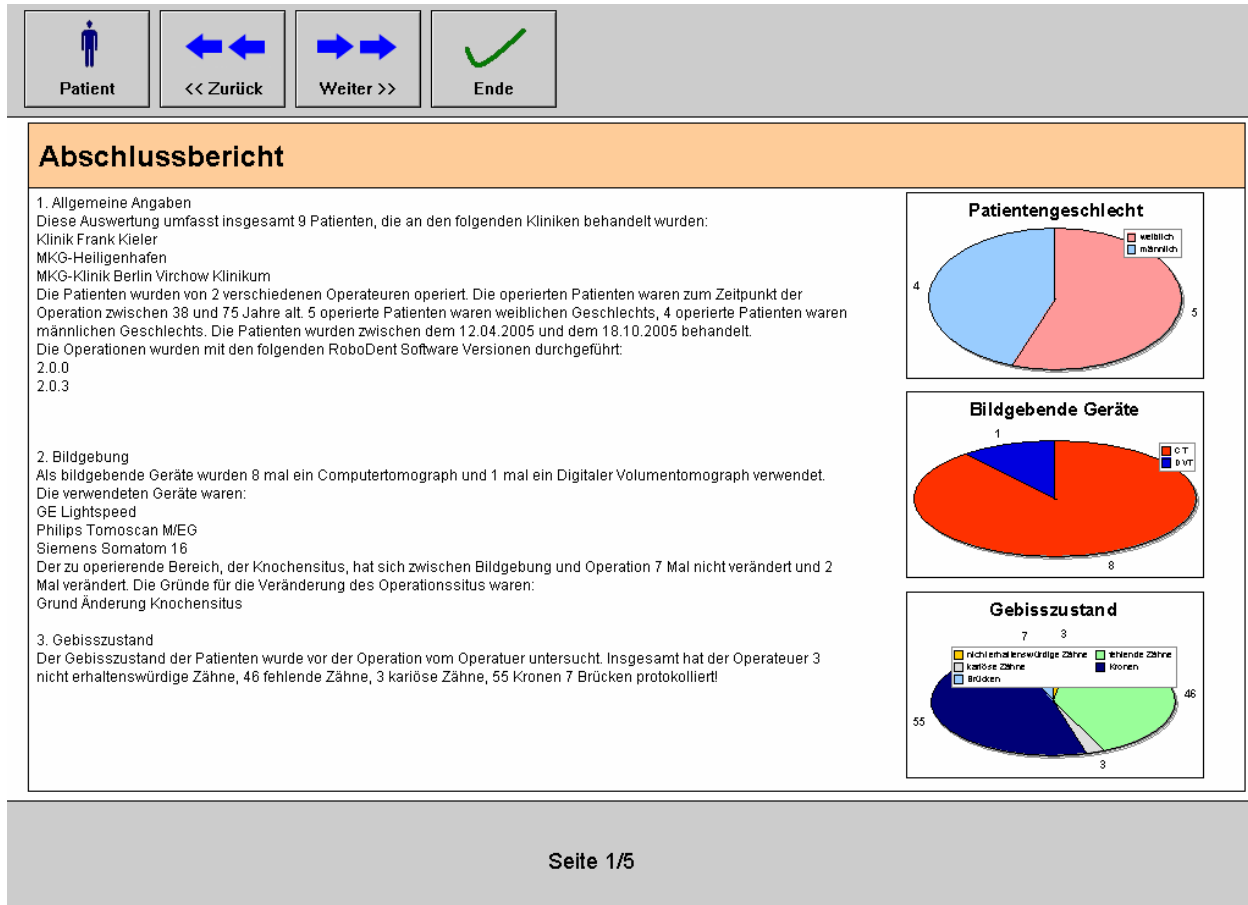 Patient
<< Zurück
Weiter >>
Ende
Abschlussbericht
1. Allgemeine Angaben
Diese Auswertung umfasst insgesamt 9 Patienten, die an den folgenden Kliniken behandelt wurden:
Klinik Frank Kieler
MKG-Heiligenhafen
MKG-Klinik Berlin Virchow Klinikum
Die Patienten wurden von 2 verschiedenen Operateuren operiert. Die operierten Patienten waren zum Zeitpunkt der
Operation zwischen 38 und 75 Jahre alt. 5 operierte Patienten waren weiblichen Geschlechts, 4 operierte Patienten waren
männlichen Geschlechts. Die Patienten wurden zwischen dem 12.04.2005 und dem 18.10.2005 behandelt.
Die Operationen wurden mit den folgenden RoboDent Software Versionen durchgeführt:
2.0.0
2.0.3
2. Bildgebung
Als bildgebende Geräte wurden 8 mal ein Computertomograph und 1 mal ein Digitaler Volumentomograph verwendet.
Die verwendeten Geräte waren:
GE Lightspeed
Philips Tomoscan M/EG
Siemens Somatom 16
Der zu operierende Bereich, der Knochensitus, hat sich zwischen Bildgebung und Operation 7 Mal nicht verändert und 2
Mal verändert. Die Gründe für die Veränderung des Operationssitus waren:
Grund Änderung Knochensitus
3. Gebisszustand
Der Gebisszustand der Patienten wurde vor der Operation vom Operatuer untersucht. Insgesamt hat der Operateuer 3
nicht erhaltenswürdige Zähne, 46 fehlende Zähne, 3 kariöse Zähne, 55 Kronen 7 Brücken protokolliert!
Patientengeschlecht
weiblich
männlich
4
5
Bildgebende Geräte
1
CT
DVT
8
Gebisszustand
7 3
nicht erhaltenswürdige Zähne fehlende Zähne
kariöse Zähne Kronen
Brücken
46
55
3
Seite 1/5